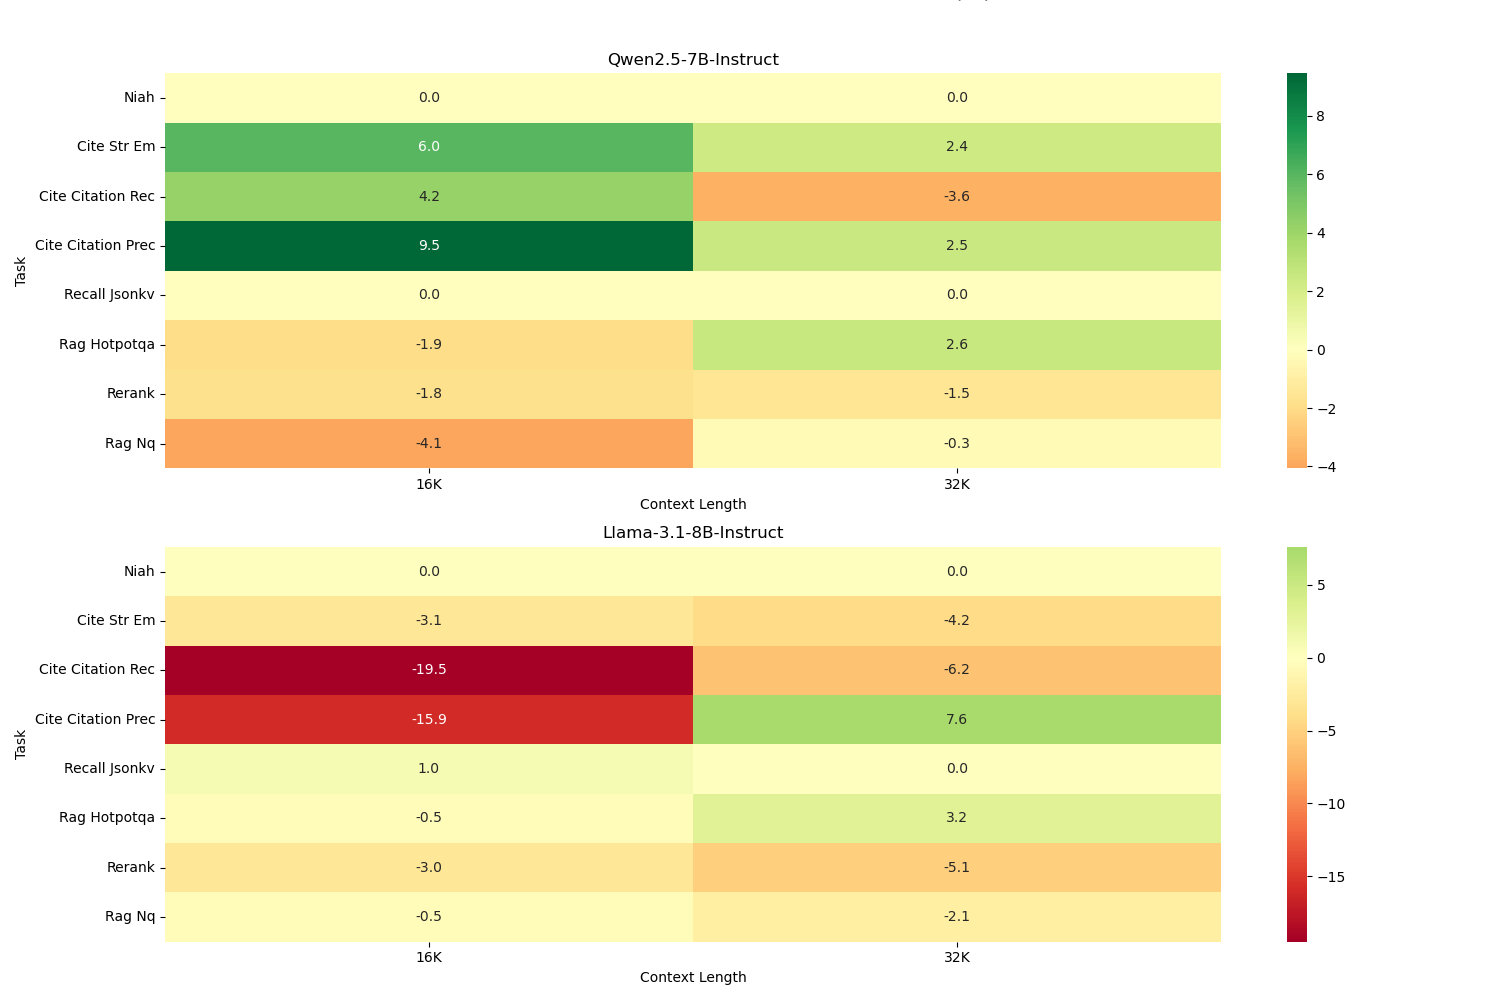 Qwen2.5-7B-Instruct
Task
Niah 0.0 0.0
Cite Str Em 6.0 2.4
Cite Citation Rec 4.2 -3.6
Cite Citation Prec 9.5 2.5
Recall Jsonkv 0.0 0.0
Rag Hotpotqa -1.9 2.6
Rerank -1.8 -1.5
Rag Nq -4.1 -0.3
16K 32K
Context Length
8
6
4
2
0
−2
−4
Llama-3.1-8B-Instruct
Task
Niah 0.0 0.0
Cite Str Em -3.1 -4.2
Cite Citation Rec -19.5 -6.2
Cite Citation Prec -15.9 7.6
Recall Jsonkv 1.0 0.0
Rag Hotpotqa -0.5 3.2
Rerank -3.0 -5.1
Rag Nq -0.5 -2.1
16K 32K
Context Length
5
0
−5
−10
−15